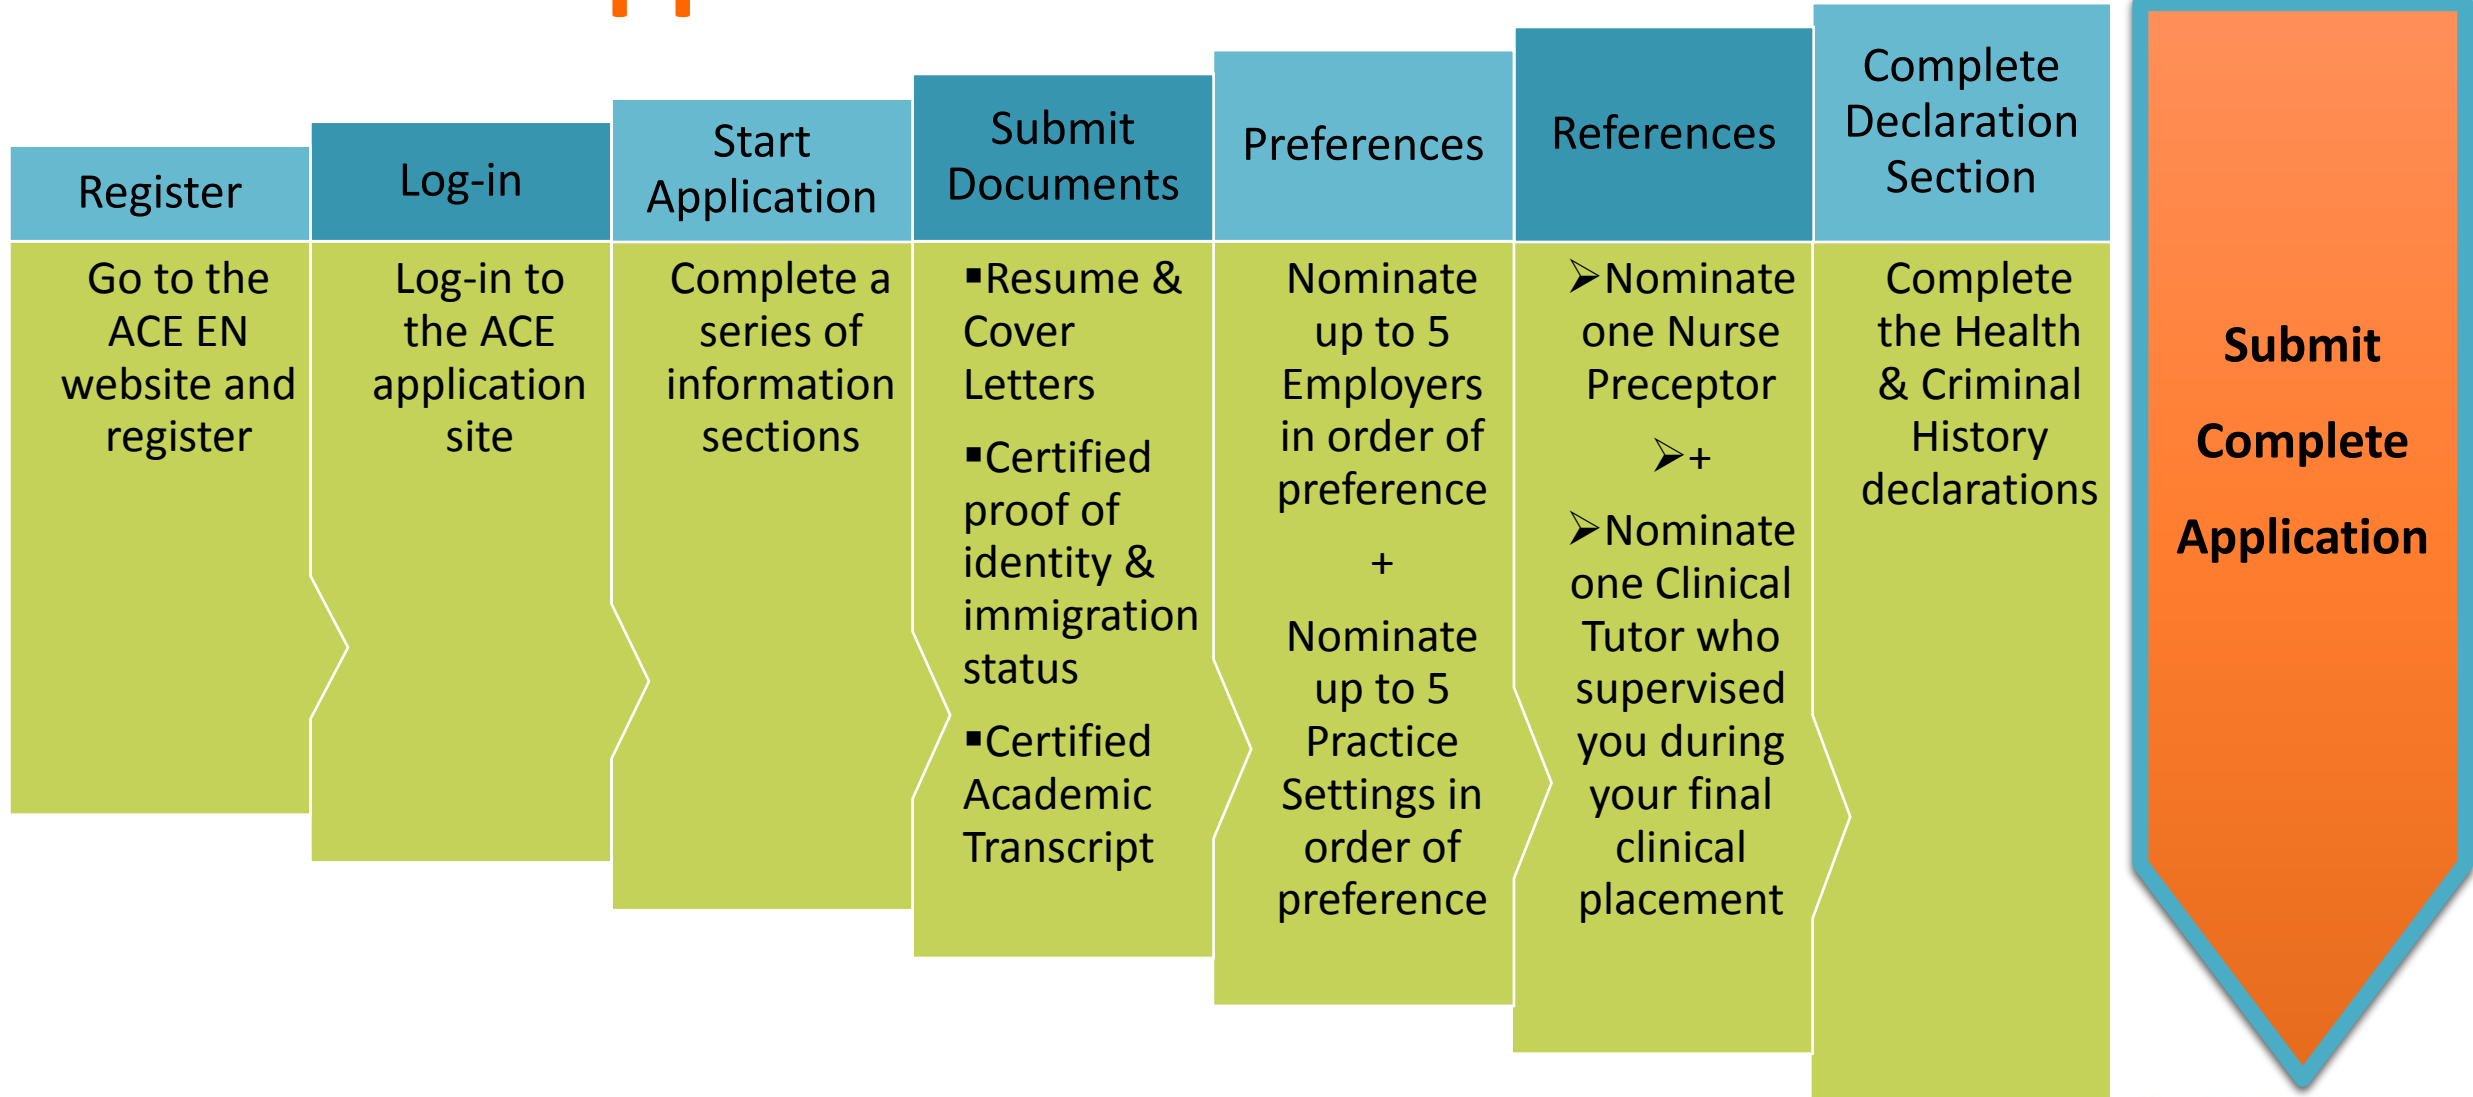 Register
Go to the
ACE EN
website and
register
Log-in
Log-in to
the ACE
application
site
Start
Application
Complete a
series of
information
sections
Submit
Documents
▪Resume &
Cover
Letters
▪Certified
proof of
identity &
immigration
status
▪Certified
Academic
Transcript
Preferences
Nominate
up to 5
Employers
in order of
preference
+
Nominate
up to 5
Practice
Settings in
order of
preference
References
➢Nominate
one Nurse
Preceptor
➢+
➢Nominate
one Clinical
Tutor who
supervised
you during
your final
clinical
placement
Complete
Declaration
Section
Complete
the Health
& Criminal
History
declarations
Submit
Complete
Application